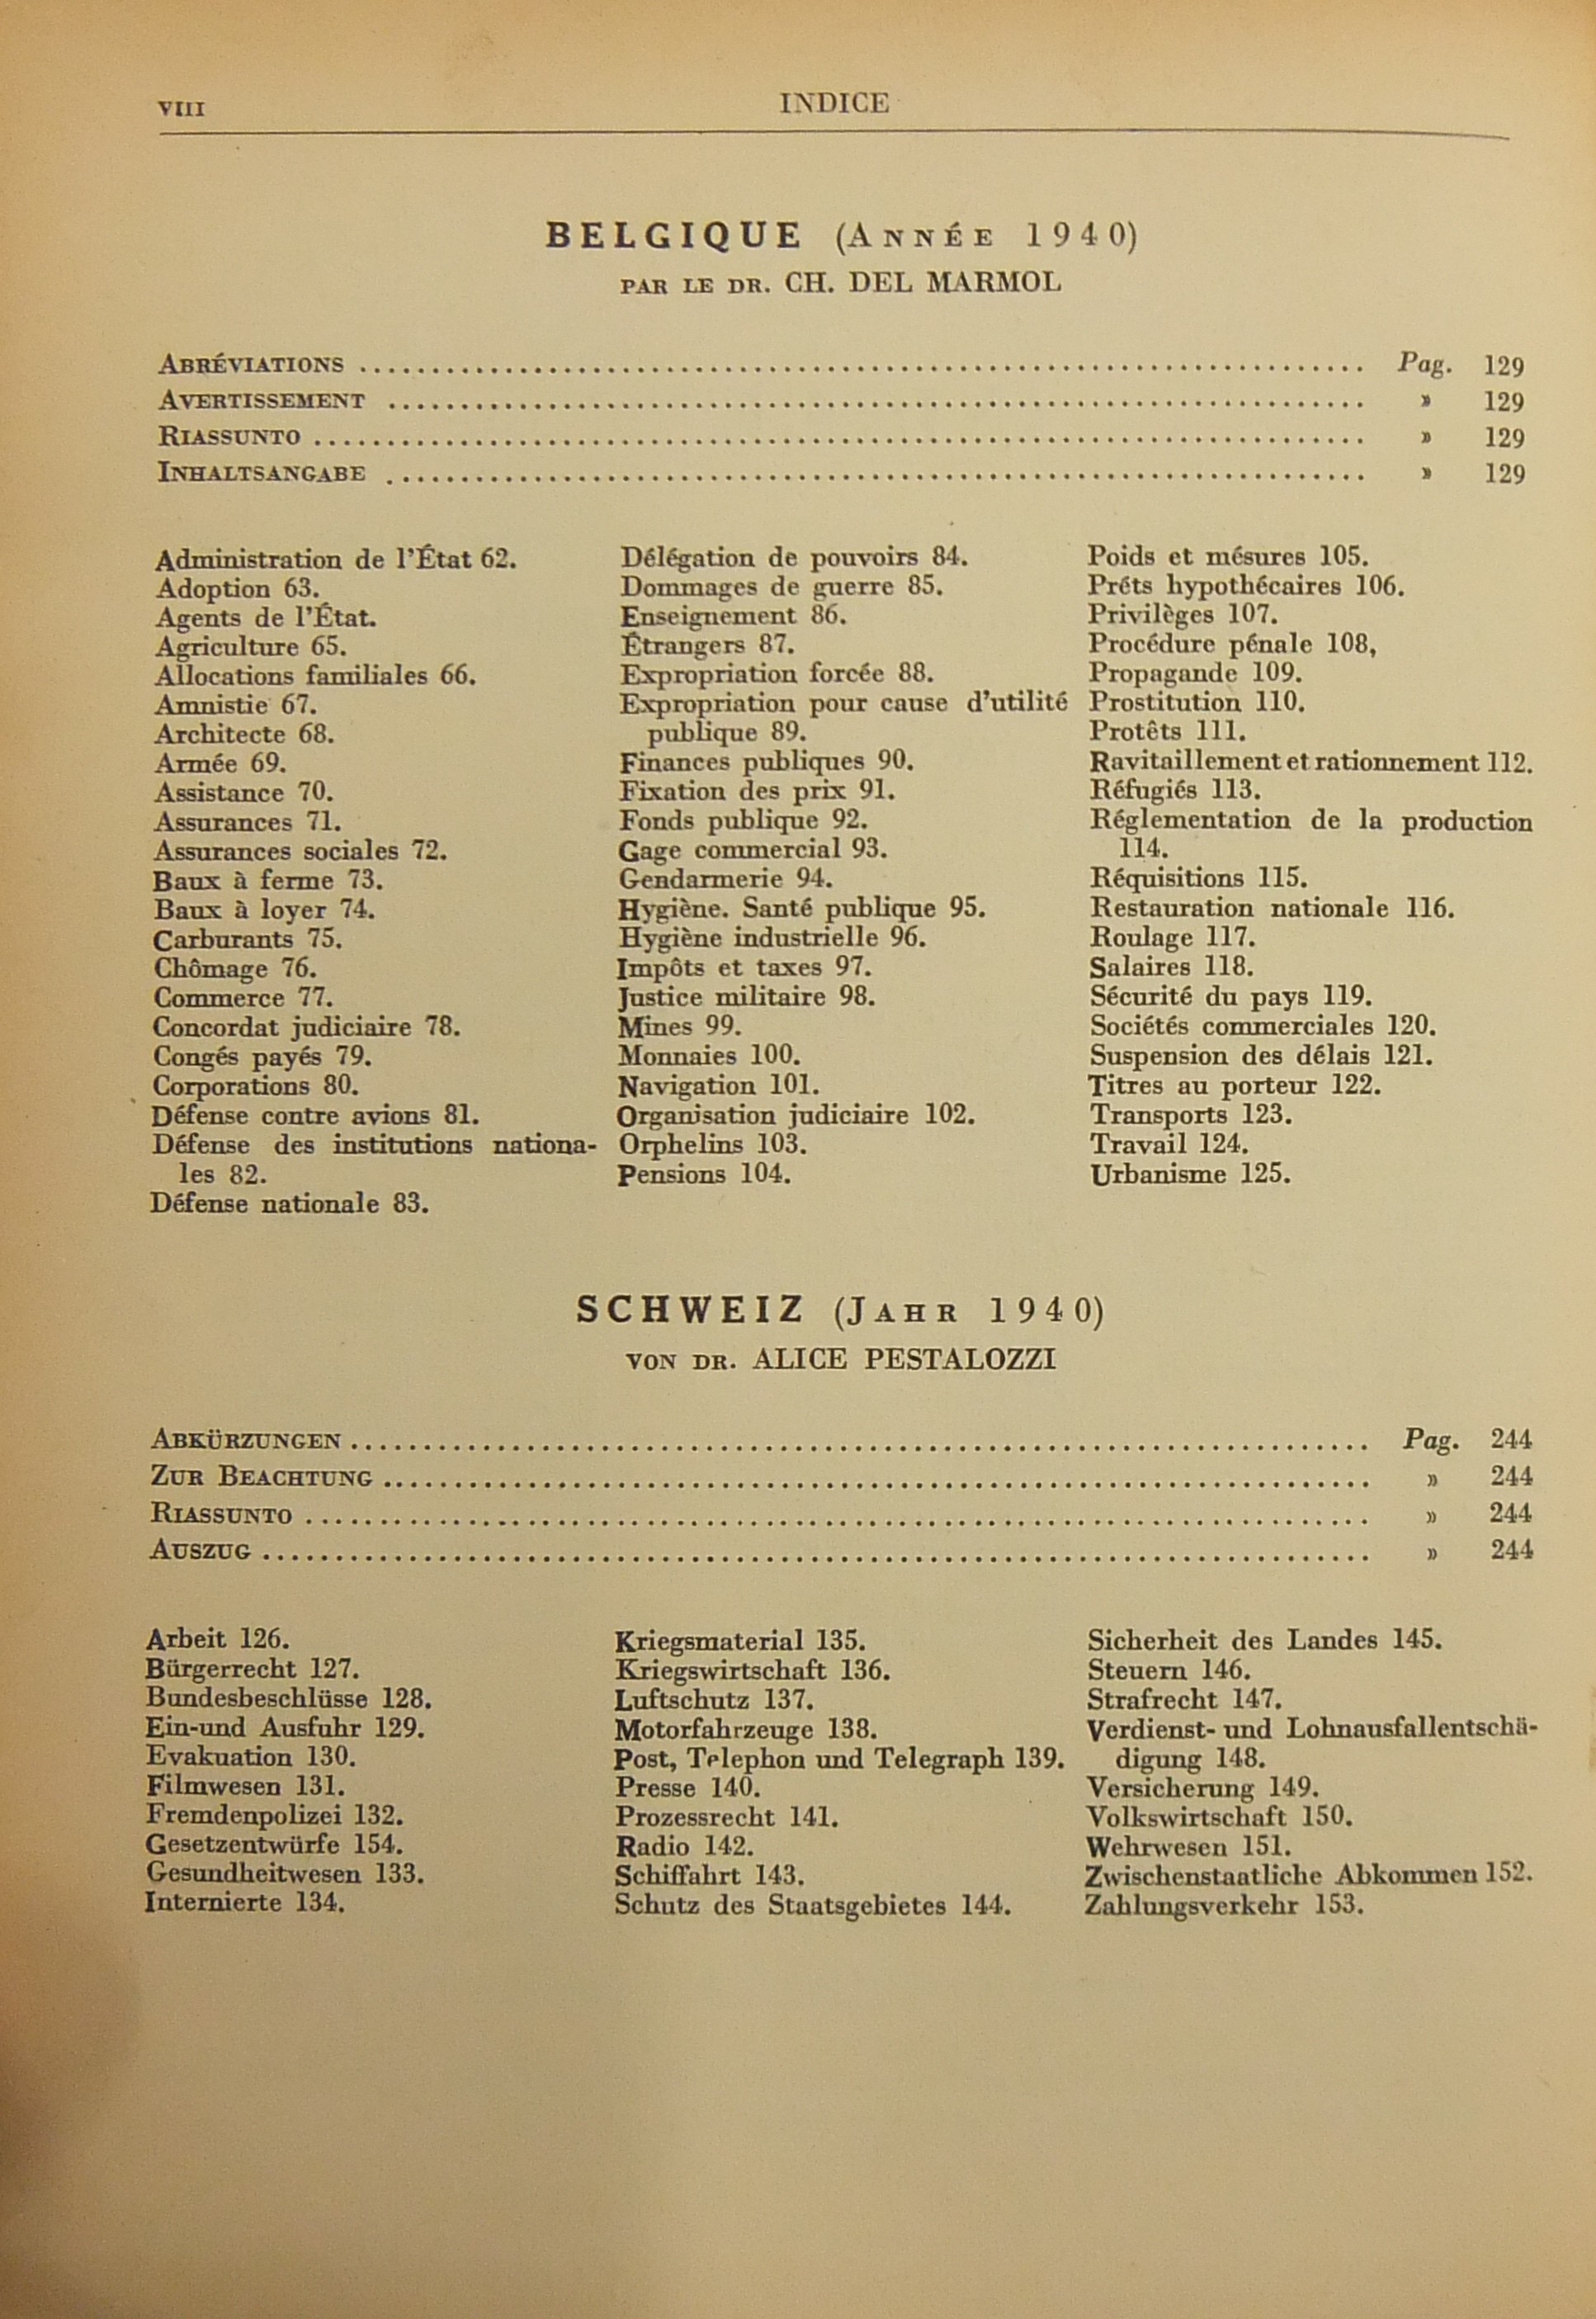 VIII
INDICE
BELGIQUE (ANNÉE 1940)
PAR LE DR. CH. DEL MARMOL
ABRÉVIATIONS ........ Pag. 129
AVERTISSEMENT ........ » 129
RIASSUNTO ........ » 129
INHALTSANGABE ........ » 129
Administration de l'État 62.
Adoption 63.
Agents de l'État.
Agriculture 65.
Allocations familiales 66.
Amnistie 67.
Architecte 68.
Armée 69.
Assistance 70.
Assurances 71.
Assurances sociales 72.
Baux à ferme 73.
Baux à loyer 74.
Carburants 75.
Chômage 76.
Commerce 77.
Concordat judiciaire 78.
Congés payés 79.
Corporations 80.
Défense contre avions 81.
Défense des institutions nationa-
les 82.
Défense nationale 83.
Délégation de pouvoirs 84.
Dommages de guerre 85.
Enseignement 86.
Étrangers 87.
Expropriation forcée 88.
Expropriation pour cause d'utilité
publique 89.
Finances publiques 90.
Fixation des prix 91.
Fonds publique 92.
Gage commercial 93.
Gendarmerie 94.
Hygiène. Santé publique 95.
Hygiène industrielle 96.
Impôts et taxes 97.
Justice militaire 98.
Mines 99.
Monnaies 100.
Navigation 101.
Organisation judiciaire 102.
Orphelins 103.
Pensions 104.
Poids et mésures 105.
Préts hypothécaires 106.
Privilèges 107.
Procédure pénale 108,
Propagande 109.
Prostitution 110.
Protêts 111.
Ravitaillement et rationnement 112.
Réfugiés 113.
Réglementation de la production
114.
Réquisitions 115.
Restauration nationale 116.
Roulage 117.
Salaires 118.
Sécurité du pays 119.
Sociétés commerciales 120.
Suspension des délais 121.
Titres au porteur 122.
Transports 123.
Travail 124.
Urbanisme 125.
SCHWEIZ (JAHR 1940)
VON DR. ALICE PESTALOZZI
ABKÜRZUNGEN ........ Pag. 244
ZUR BEACHTUNG ........ » 244
RIASSUNTO ........ » 244
AUSZUG ........ » 244
Arbeit 126.
Bürgerrecht 127.
Bundesbeschlüsse 128.
Ein-und Ausfuhr 129.
Evakuation 130.
Filmwesen 131.
Fremdenpolizei 132.
Gesetzentwürfe 154.
Gesundheitwesen 133.
Internierte 134.
Kriegsmaterial 135.
Kriegswirtschaft 136.
Luftschutz 137.
Motorfahrzeuge 138.
Post, Telephon und Telegraph 139.
Presse 140.
Prozessrecht 141.
Radio 142.
Schiffahrt 143.
Schutz des Staatsgebietes 144.
Sicherheit des Landes 145.
Steuern 146.
Strafrecht 147.
Verdienst- und Lohnausfallentschä-
digung 148.
Versicherung 149.
Volkswirtschaft 150.
Wehrwesen 151.
Zwischenstaatliche Abkommen 152.
Zahlungsverkehr 153.